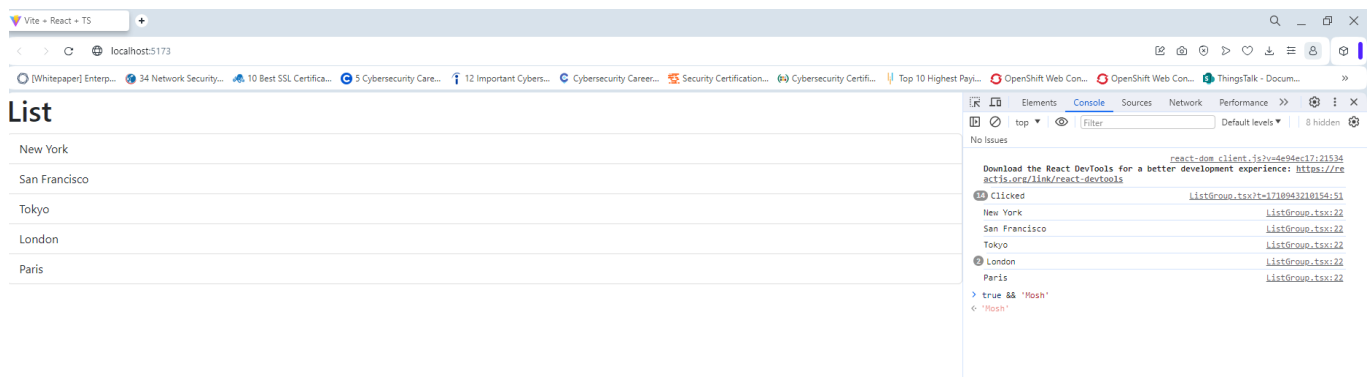 Vite + React + TS
localhost:5173
[Whitepaper] Enterp... 34 Network Security... 10 Best SSL Certifica... 5 Cybersecurity Care... 12 Important Cybers... Cybersecurity Career... Security Certification... Cybersecurity Certifi... Top 10 Highest Payi... OpenShift Web Con... OpenShift Web Con... ThingsTalk - Docum... »
List
New York
San Francisco
Tokyo
London
Paris
Elements Console Sources Network Performance
top Filter Default levels 8 hidden
No Issues
react-dom_client.js?v=4e94ec17:21534
Download the React DevTools for a better development experience: https://re
actjs.org/link/react-devtools
14 Clicked ListGroup.tsx?t=1710943210154:51
New York ListGroup.tsx:22
San Francisco ListGroup.tsx:22
Tokyo ListGroup.tsx:22
2 London ListGroup.tsx:22
Paris ListGroup.tsx:22
> true && 'Mosh'
'Mosh'